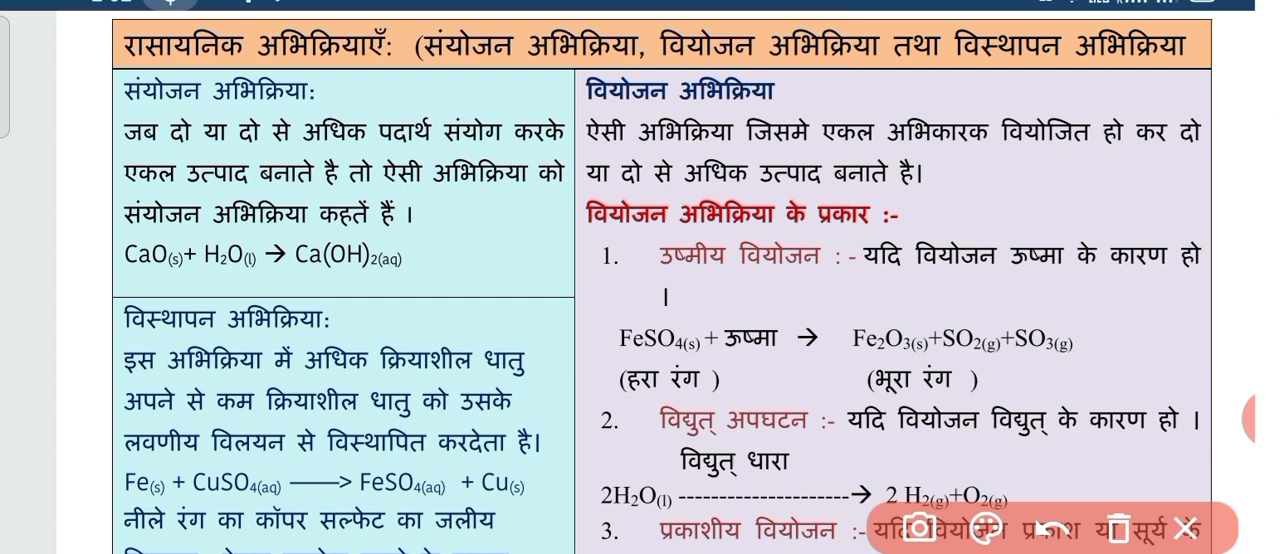 रासायनिक अभिक्रियाएँ: (संयोजन अभिक्रिया, वियोजन अभिक्रिया तथा विस्थापन अभिक्रिया
संयोजन अभिक्रिया:
जब दो या दो से अधिक पदार्थ संयोग करके
एकल उत्पाद बनाते है तो ऐसी अभिक्रिया को
संयोजन अभिक्रिया कहतें हैं ।
CaO(s)+ H₂O(l) → Ca(OH)₂(aq)
विस्थापन अभिक्रिया:
इस अभिक्रिया में अधिक क्रियाशील धातु
अपने से कम क्रियाशील धातु को उसके
लवणीय विलयन से विस्थापित करदेता है।
Fe(s) + CuSO₄(aq) ——> FeSO₄(aq) + Cu(s)
नीले रंग का कॉपर सल्फेट का जलीय
वियोजन अभिक्रिया
ऐसी अभिक्रिया जिसमे एकल अभिकारक वियोजित हो कर दो
या दो से अधिक उत्पाद बनाते है।
वियोजन अभिक्रिया के प्रकार :-
1. उष्मीय वियोजन : - यदि वियोजन ऊष्मा के कारण हो
।
FeSO₄(s) + ऊष्मा → Fe₂O₃(s)+SO₂(g)+SO₃(g)
(हरा रंग ) (भूरा रंग )
2. विद्युत् अपघटन :- यदि वियोजन विद्युत् के कारण हो ।
विद्युत् धारा
2H₂O(l) ---------------------→ 2 H₂(g)+O₂(g)
3. प्रकाशीय वियोजन :- यदि वियोजन प्रकाश या सूर्य के